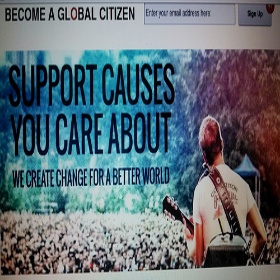 BECOME A GLOBAL CITIZEN
Enter your email address here:
Sign Up
SUPPORT CAUSES
YOU CARE ABOUT
WE CREATE CHANGE FOR A BETTER WORLD